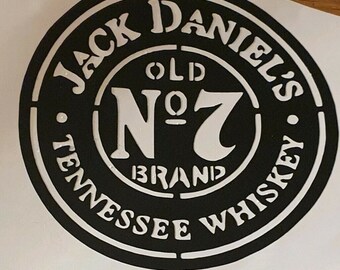 JACK DANIEL'S
OLD
Nº7
BRAND
• TENNESSEE WHISKEY •